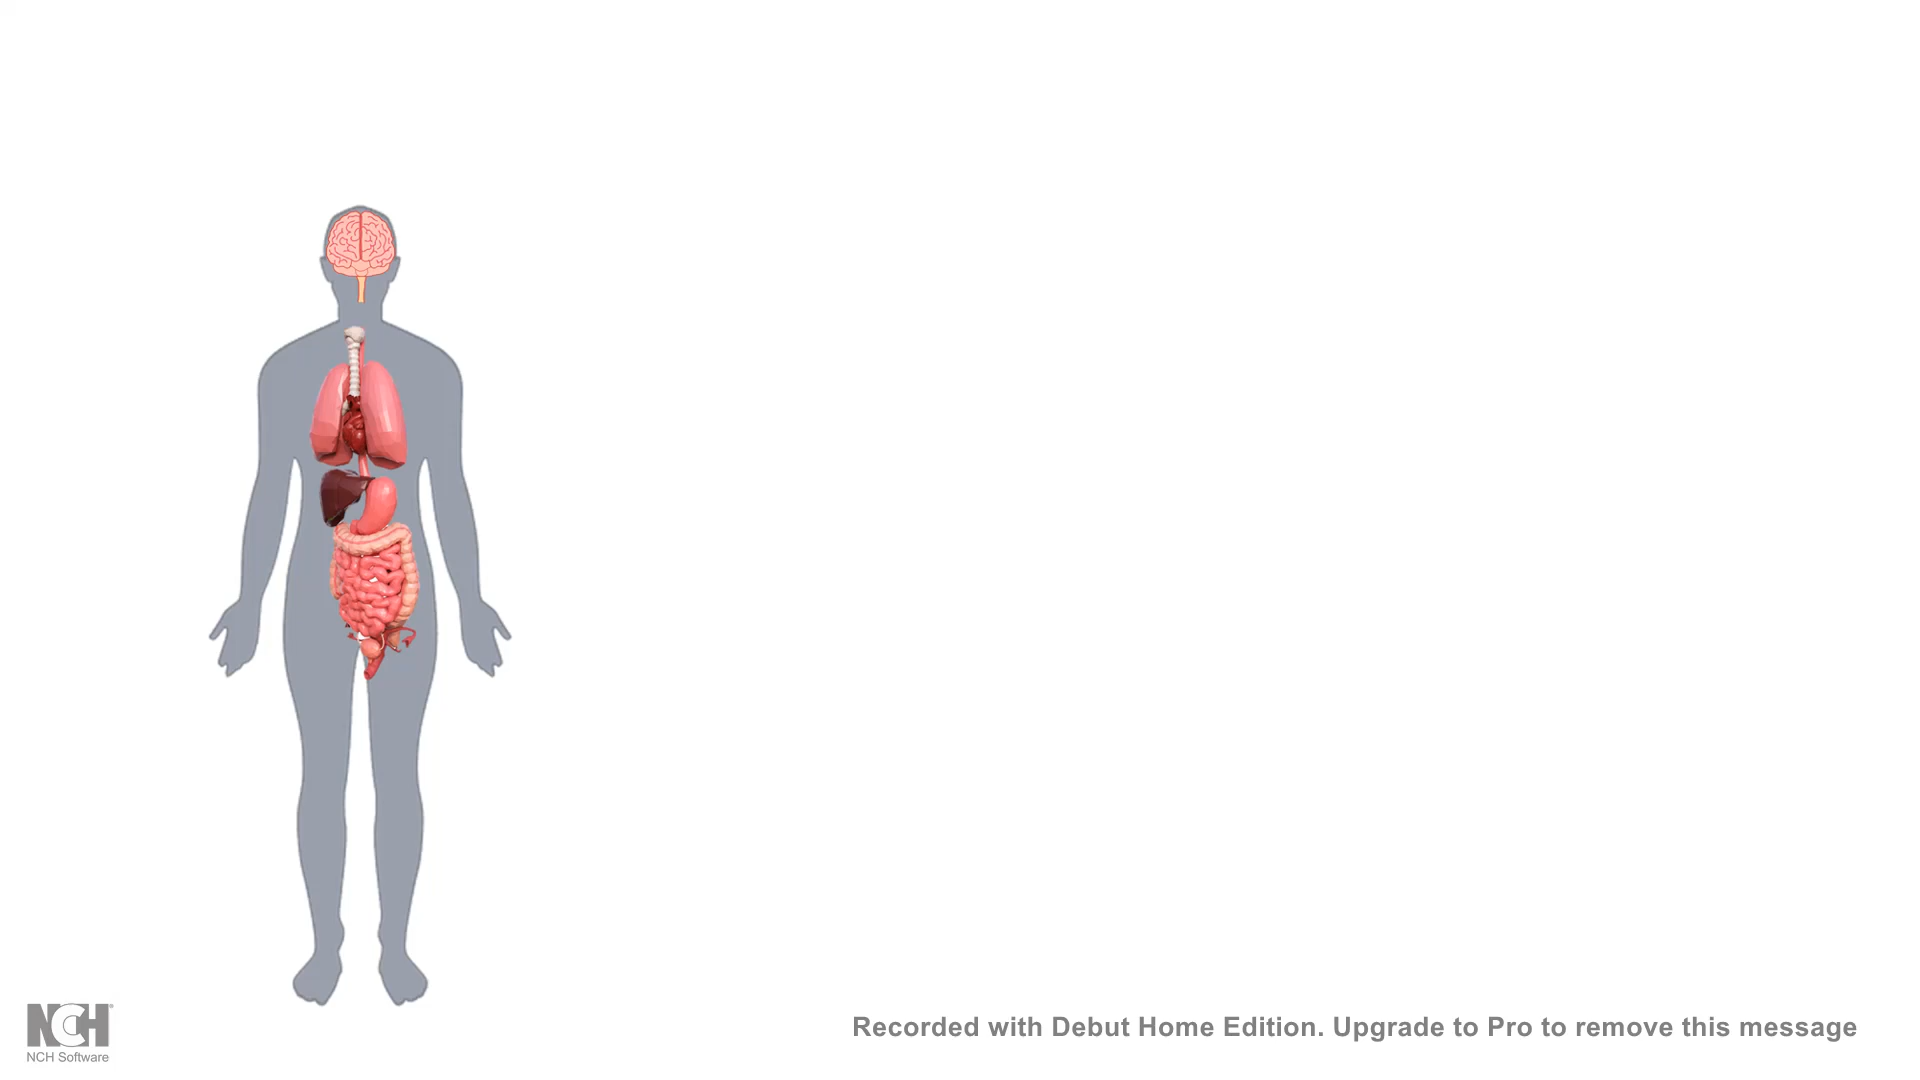 NCH
NCH Software
Recorded with Debut Home Edition. Upgrade to Pro to remove this message